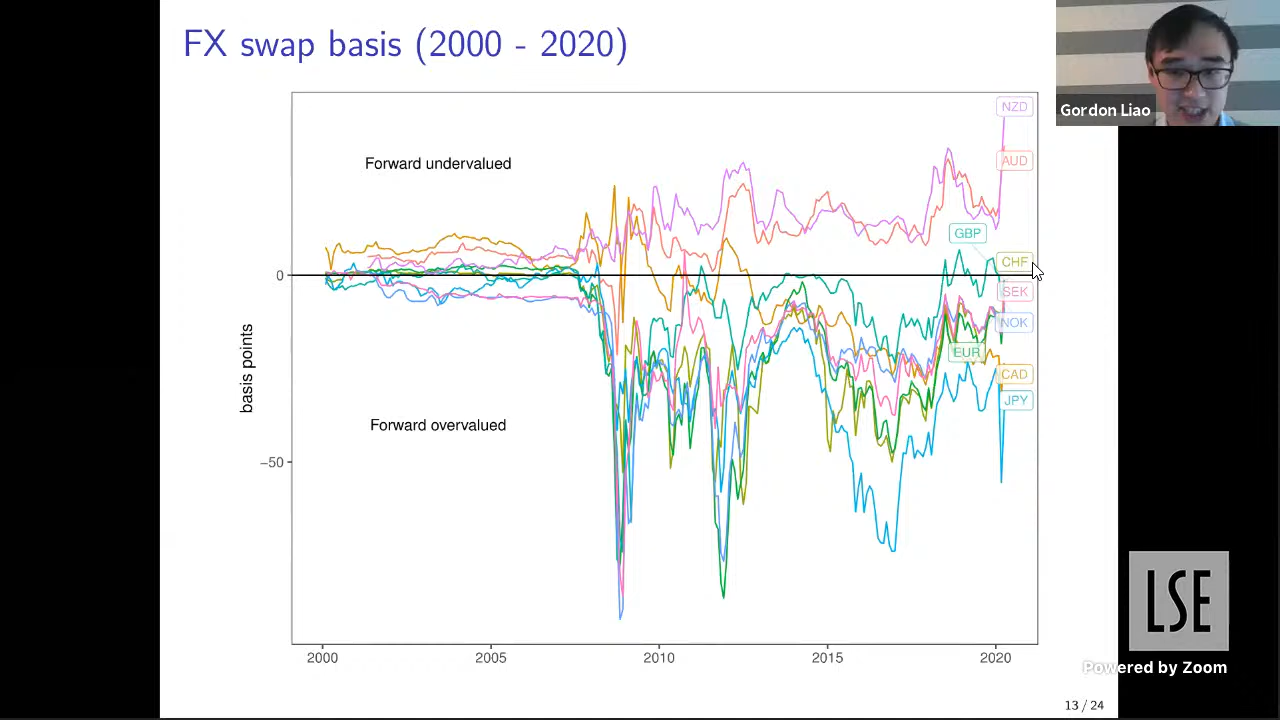 FX swap basis (2000 - 2020)
Gordon Liao
NZD
Forward undervalued
AUD
GBP
CHF
0
SEK
NOK
basis points
EUR
CAD
JPY
Forward overvalued
−50
2000
2005
2010
2015
2020
LSE
Powered by Zoom
13 / 24